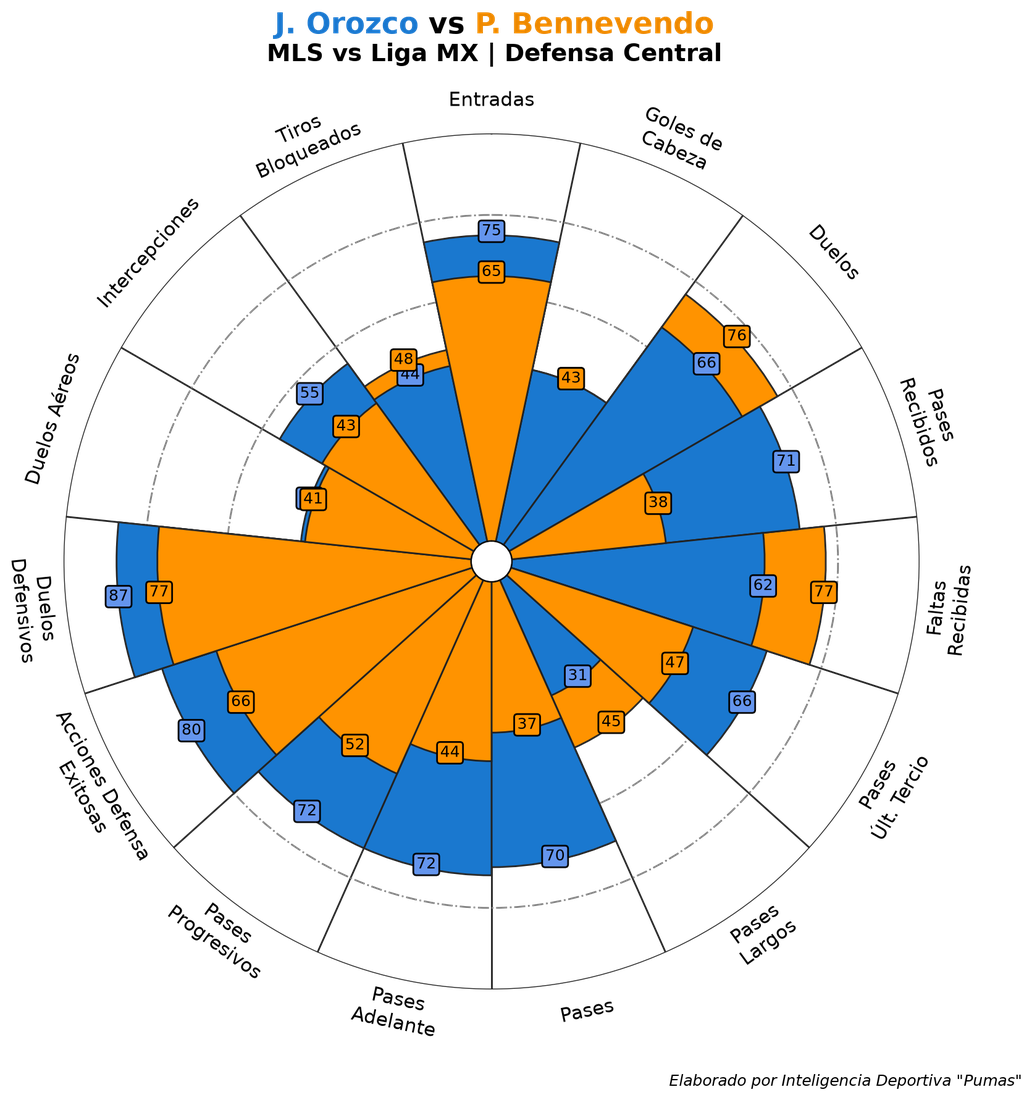 J. Orozco vs P. Bennevendo
MLS vs Liga MX | Defensa Central
Entradas
Goles de
Cabeza
Duelos
Pases
Recibidos
Faltas
Recibidas
Pases
Últ. Tercio
Pases
Largos
Pases
Pases
Adelante
Pases
Progresivos
Acciones Defensa
Exitosas
Duelos
Defensivos
Duelos Aéreos
Intercepciones
Tiros
Bloqueados
75
65
43
76
66
71
38
62
77
47
66
31
45
37
70
44
72
52
72
66
80
87
77
41
55
43
48
44
Elaborado por Inteligencia Deportiva "Pumas"